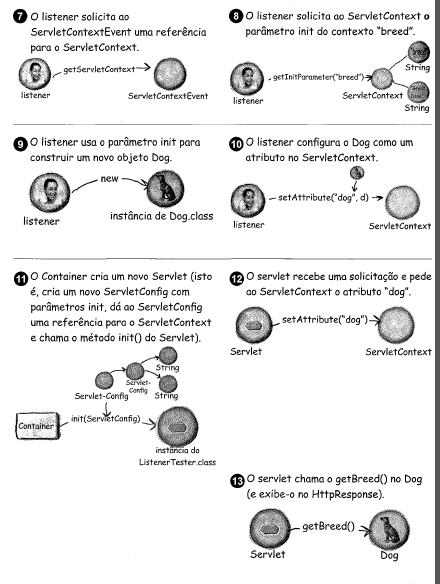 7 O listener solicita ao
ServletContextEvent uma referência
para o ServletContext.
getServletContext
listener
ServletContextEvent
8 O listener solicita ao ServletContext o
parâmetro init do contexto "breed".
getInitParameter("breed")
listener
ServletContext
String
String
9 O listener usa o parâmetro init para
construir um novo objeto Dog.
new
listener
instância de Dog.class
10 O listener configura o Dog como um
atributo no ServletContext.
setAttribute("dog", d)
listener
ServletContext
11 O Container cria um novo Servlet (isto
é, cria um novo ServletConfig com
parâmetros init, dá ao ServletConfig
uma referência para o ServletContext
e chama o método init() do Servlet).
String
Servlet-
Config
String
Servlet-Config
Container
init(ServletConfig)
instância do
ListenerTester.class
12 O servlet recebe uma solicitação e pede
ao ServletContext o atributo "dog".
setAttribute("dog")
Servlet
ServletContext
13 O servlet chama o getBreed() no Dog
(e exibe-o no HttpResponse).
getBreed()
Servlet
Dog